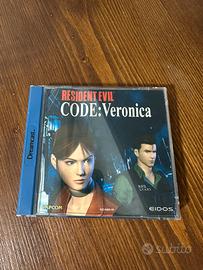 RESIDENT EVIL
CODE: Veronica
Dreamcast
CAPCOM
EIDOS
subito